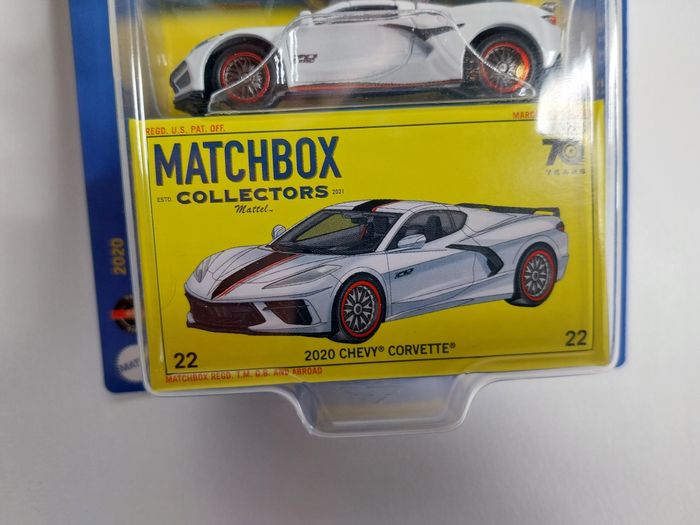 REGD. U.S. PAT. OFF.
MATCHBOX
ESTD. COLLECTORS 2021
Mattel™
70
YEARS
2020
22
2020 CHEVY® CORVETTE®
22
MATCHBOX REGD. T.M. G.B. AND ABROAD